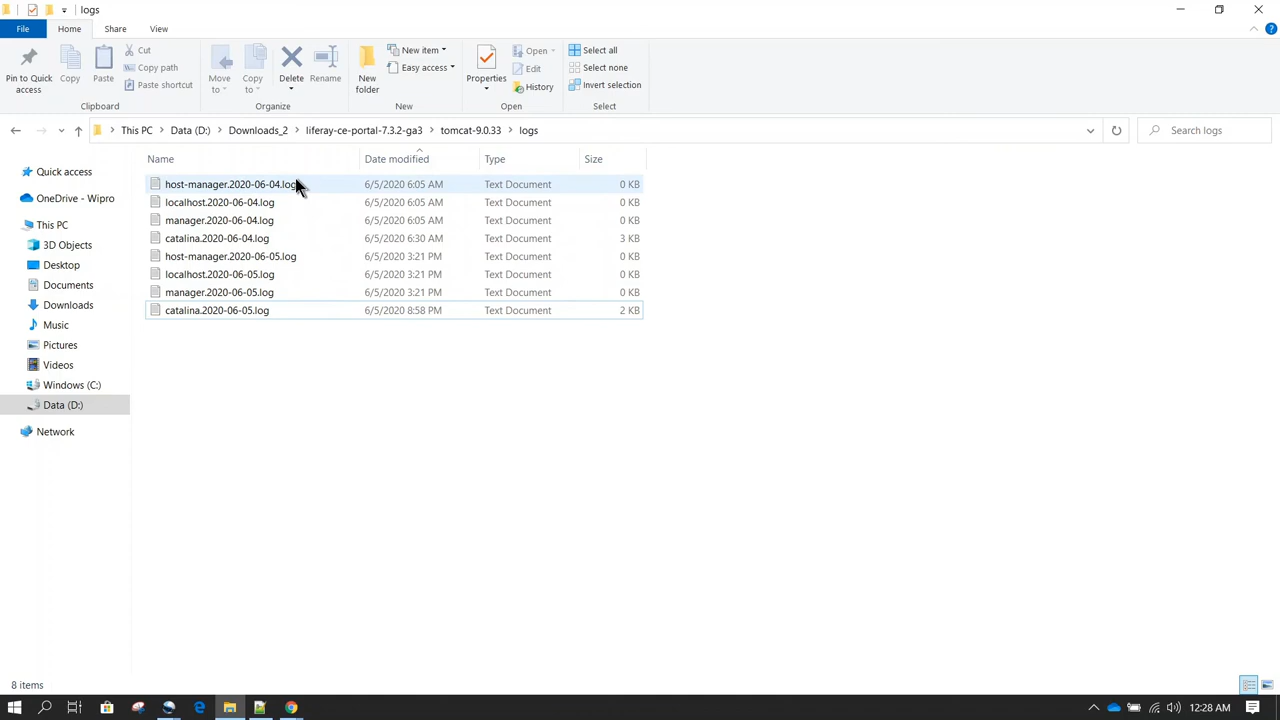 logs
File Home Share View
Pin to Quick access
Copy
Paste
Cut
Copy path
Paste shortcut
Clipboard
Move to
Copy to
Delete
Rename
Organize
New folder
New item
Easy access
New
Properties
Open
Edit
History
Open
Select all
Select none
Invert selection
Select
This PC > Data (D:) > Downloads_2 > liferay-ce-portal-7.3.2-ga3 > tomcat-9.0.33 > logs
Search logs
Quick access
OneDrive - Wipro
This PC
3D Objects
Desktop
Documents
Downloads
Music
Pictures
Videos
Windows (C:)
Data (D:)
Network
Name Date modified Type Size
host-manager.2020-06-04.log 6/5/2020 6:05 AM Text Document 0 KB
localhost.2020-06-04.log 6/5/2020 6:05 AM Text Document 0 KB
manager.2020-06-04.log 6/5/2020 6:05 AM Text Document 0 KB
catalina.2020-06-04.log 6/5/2020 6:30 AM Text Document 3 KB
host-manager.2020-06-05.log 6/5/2020 3:21 PM Text Document 0 KB
localhost.2020-06-05.log 6/5/2020 3:21 PM Text Document 0 KB
manager.2020-06-05.log 6/5/2020 3:21 PM Text Document 0 KB
catalina.2020-06-05.log 6/5/2020 8:58 PM Text Document 2 KB
8 items
12:28 AM